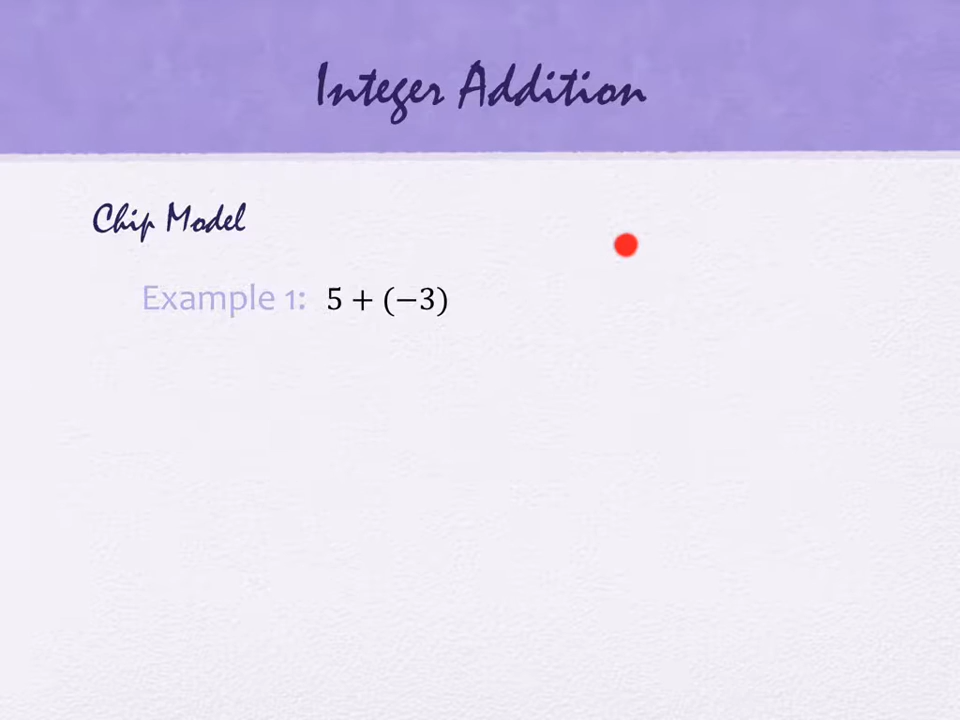 Integer Addition
Chip Model
Example 1: 5 + (−3)